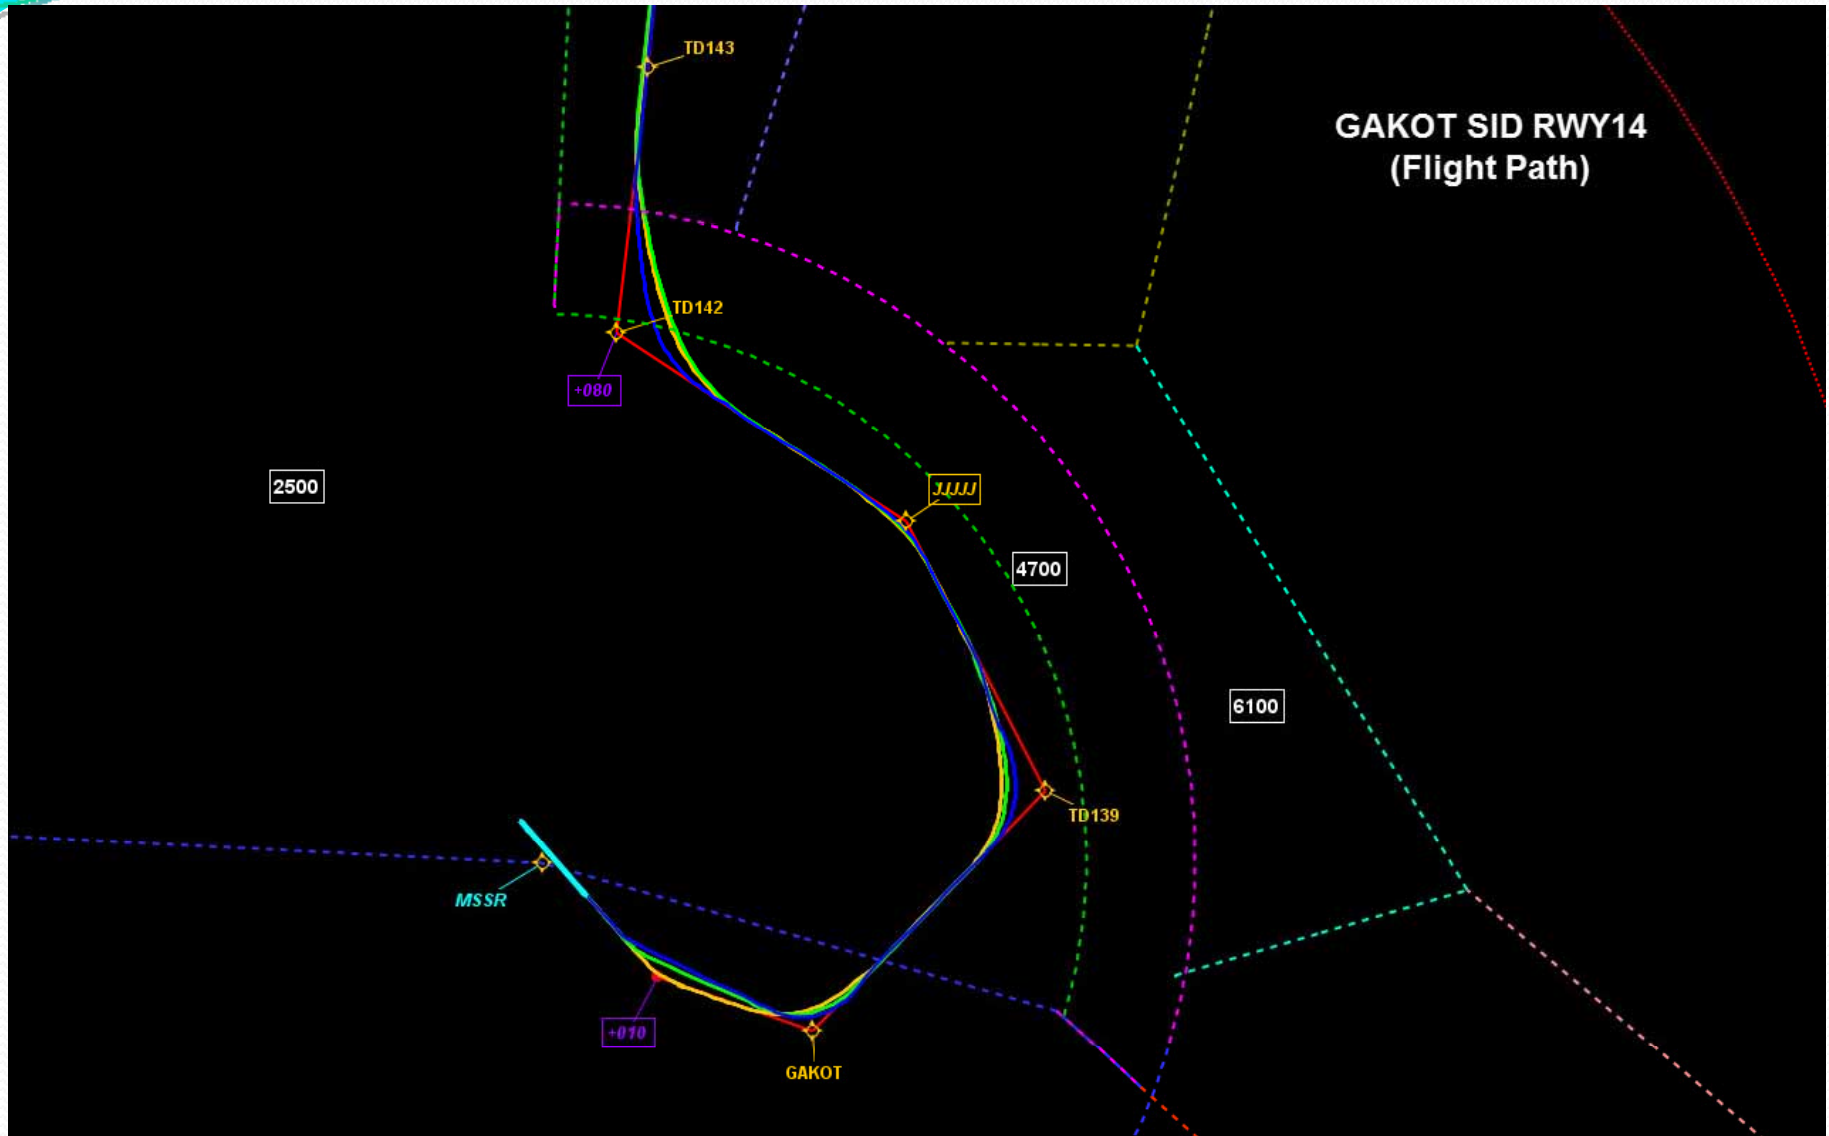 TD143
GAKOT SID RWY14
(Flight Path)
TD142
+080
2500
JJJJJ
4700
6100
TD139
MSSR
+010
GAKOT